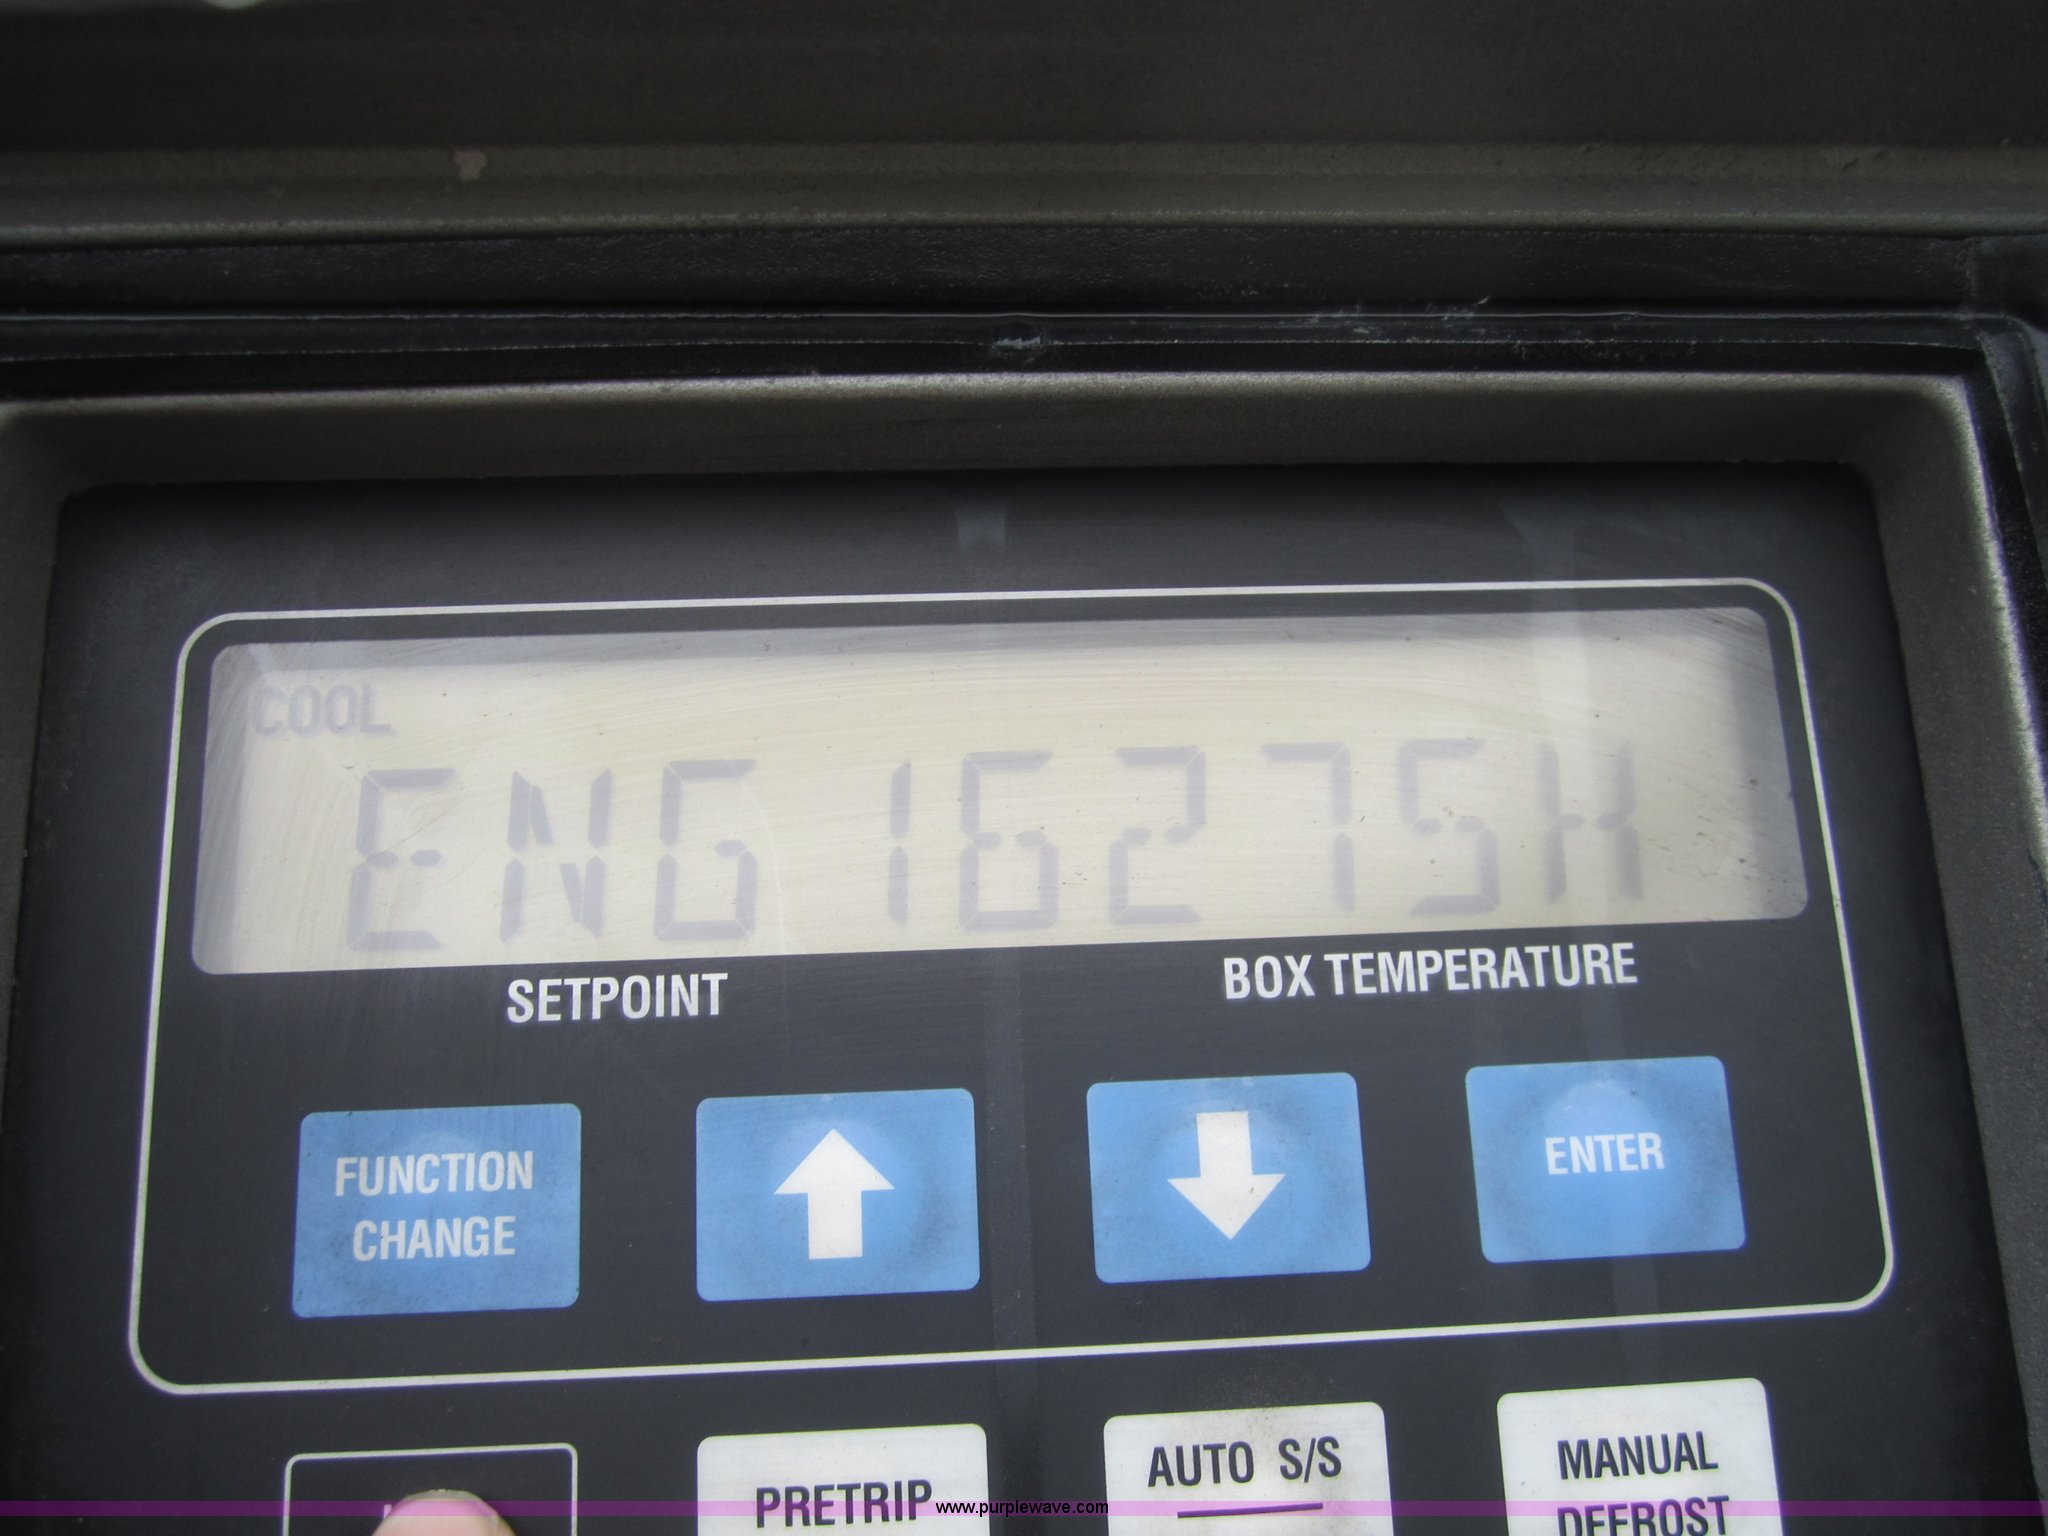 COOL
ENG 16275H
SETPOINT BOX TEMPERATURE
FUNCTION
CHANGE
ENTER
PRETRIP
AUTO S/S
MANUAL
DEFROST
www.purplewave.com